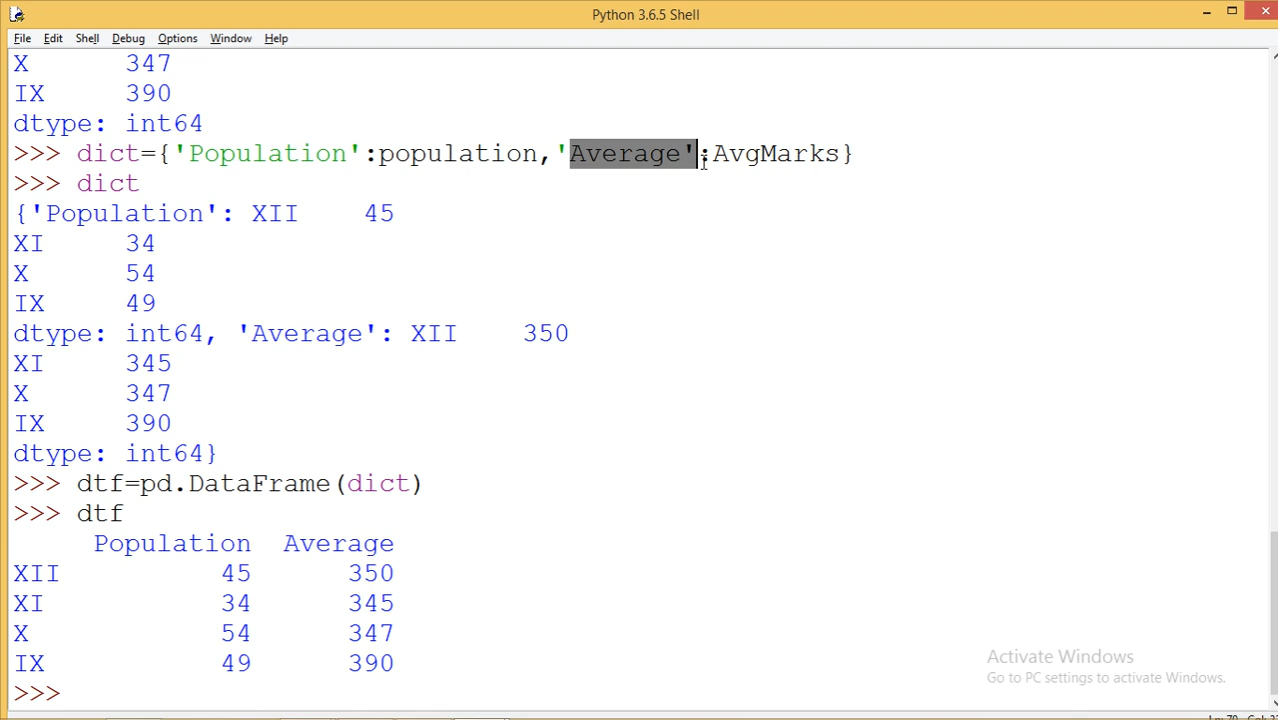 Python 3.6.5 Shell
File Edit Shell Debug Options Window Help
X 347
IX 390
dtype: int64
>>> dict={'Population':population,'Average':AvgMarks}
>>> dict
{'Population': XII 45
XI 34
X 54
IX 49
dtype: int64, 'Average': XII 350
XI 345
X 347
IX 390
dtype: int64}
>>> dtf=pd.DataFrame(dict)
>>> dtf
Population Average
XII 45 350
XI 34 345
X 54 347
IX 49 390
>>>
Activate Windows
Go to PC settings to activate Windows.